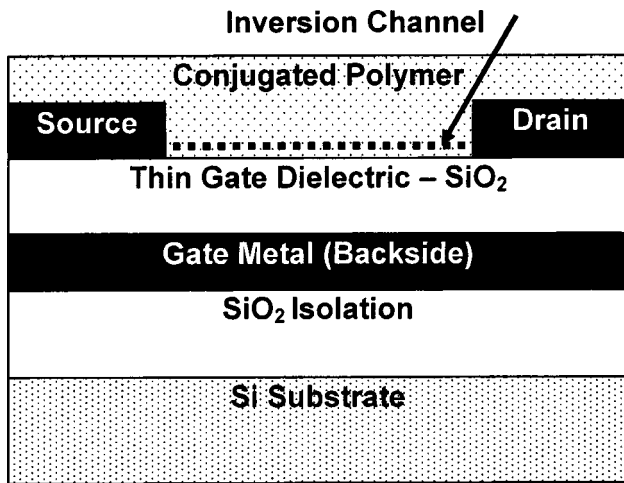 Inversion Channel
Conjugated Polymer
Source
Drain
Thin Gate Dielectric – SiO₂
Gate Metal (Backside)
SiO₂ Isolation
Si Substrate